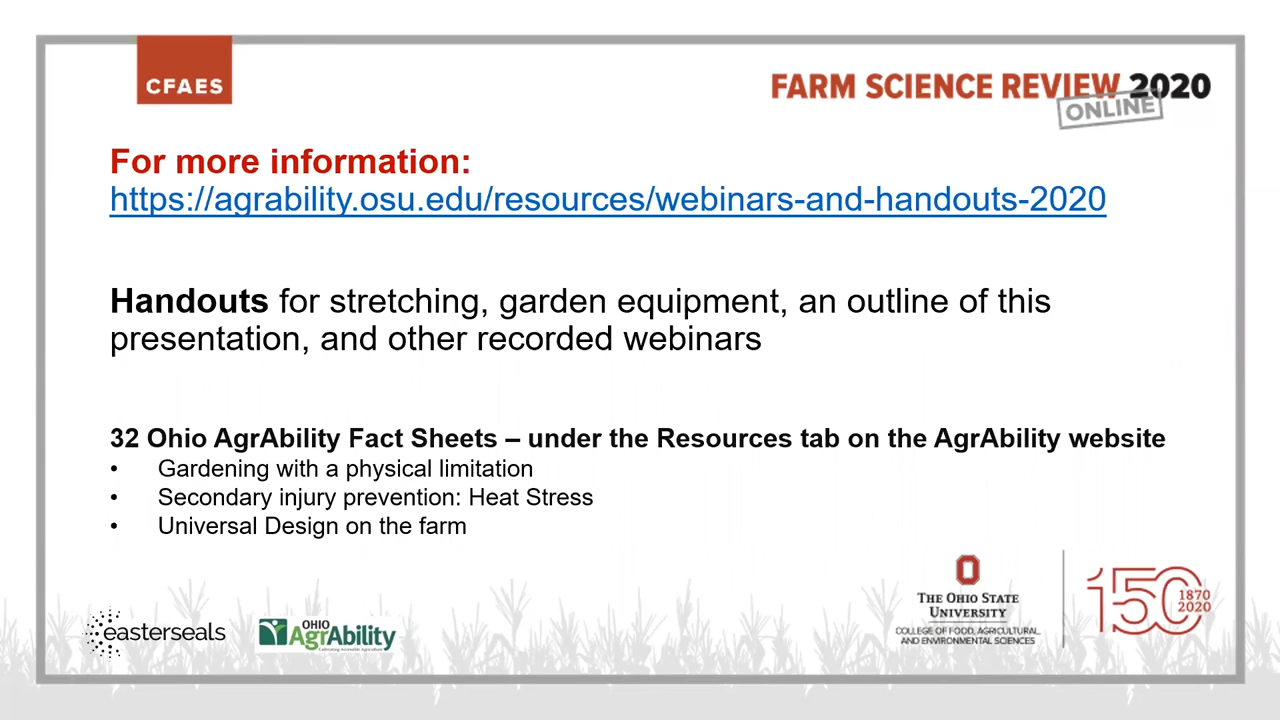 CFAES
FARM SCIENCE REVIEW 2020
ONLINE
For more information:
https://agrability.osu.edu/resources/webinars-and-handouts-2020
Handouts for stretching, garden equipment, an outline of this
presentation, and other recorded webinars
32 Ohio AgrAbility Fact Sheets – under the Resources tab on the AgrAbility website
• Gardening with a physical limitation
• Secondary injury prevention: Heat Stress
• Universal Design on the farm
easterseals
OHIO
AgrAbility
Cultivating Accessible Agriculture
THE OHIO STATE
UNIVERSITY
COLLEGE OF FOOD, AGRICULTURAL,
AND ENVIRONMENTAL SCIENCES
150
1870
2020